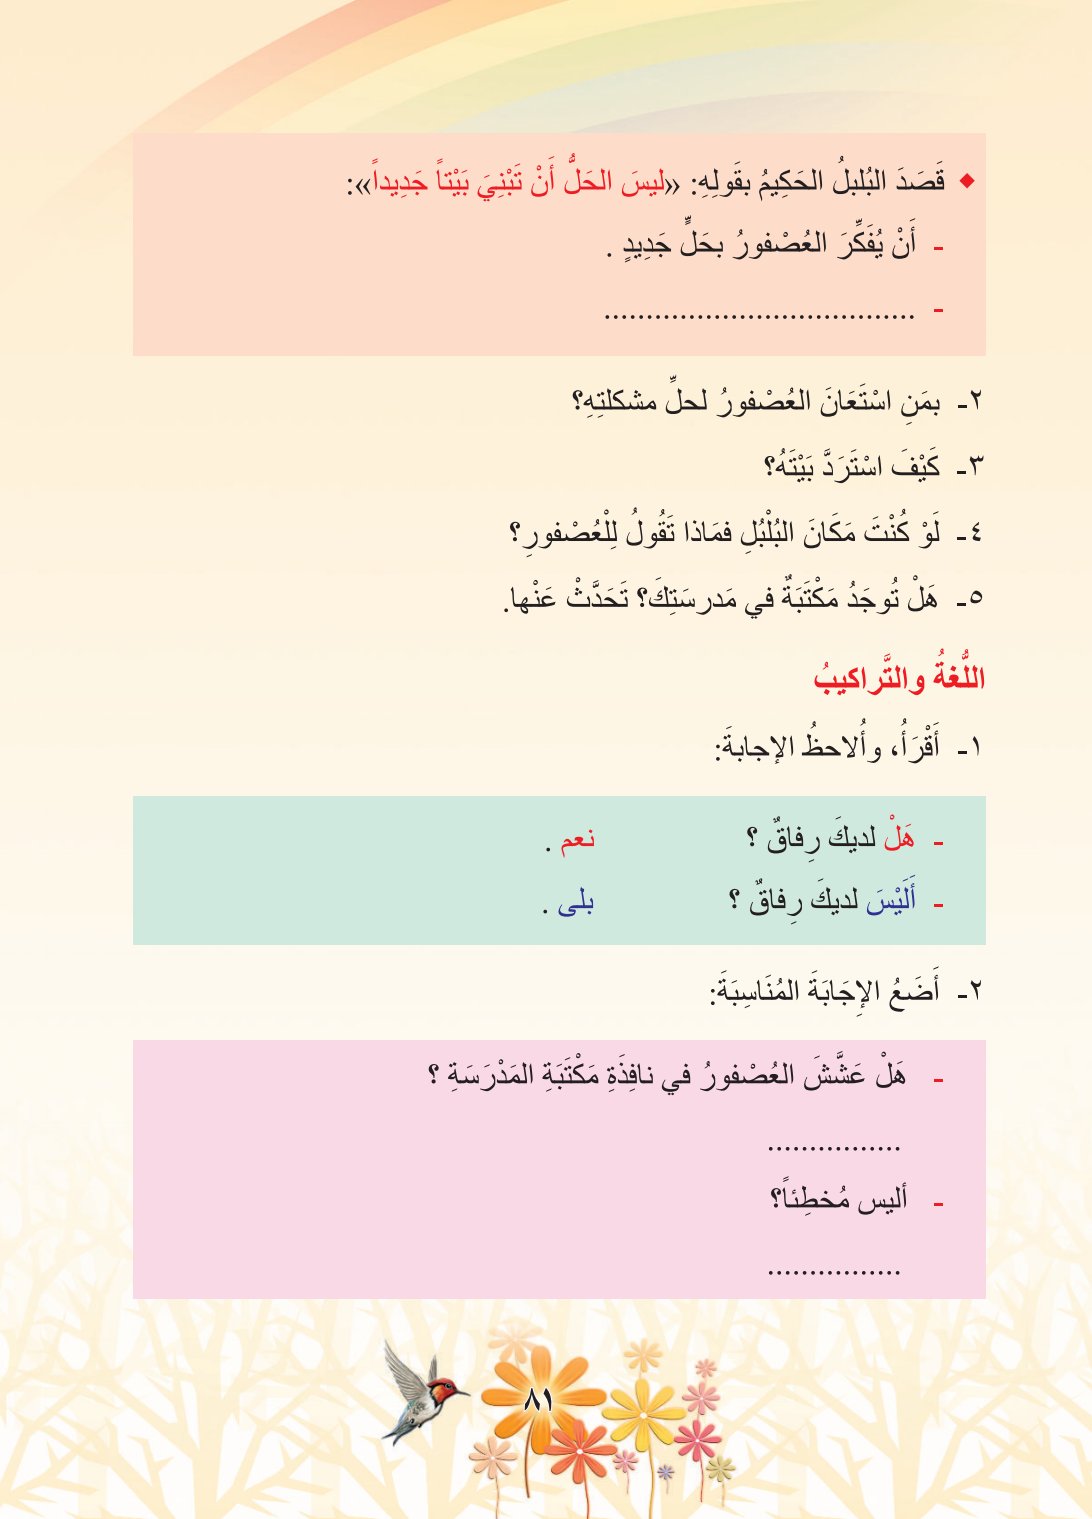 ◆ قَصَدَ البُلبلُ الحَكِيمُ بقَولِهِ: «ليسَ الحَلُّ أَنْ تَبْنِيَ بَيْتاً جَدِيداً»:
- أَنْ يُفَكِّرَ العُصْفورُ بحَلٍّ جَدِيدٍ .
- .....................................
٢- بمَنِ اسْتَعَانَ العُصْفورُ لحلِّ مشكلتِهِ؟
٣- كَيْفَ اسْتَرَدَّ بَيْتَهُ؟
٤- لَوْ كُنْتَ مَكَانَ البُلْبُلِ فمَاذا تَقُولُ لِلْعُصْفورِ؟
٥- هَلْ تُوجَدُ مَكْتَبَةٌ في مَدرسَتِكَ؟ تَحَدَّثْ عَنْها.
اللُّغةُ والتَّراكيبُ
١- أَقْرَأُ، وأُلاحظُ الإجابةَ:
- هَلْ لديكَ رِفاقٌ ؟ نعم .
- أَلَيْسَ لديكَ رِفاقٌ ؟ بلى .
٢- أَضَعُ الإِجَابَةَ المُنَاسِبَةَ:
- هَلْ عَشَّشَ العُصْفورُ في نافِذَةِ مَكْتَبَةِ المَدْرَسَةِ ؟
................
- أليس مُخطِئاً؟
................
٨١